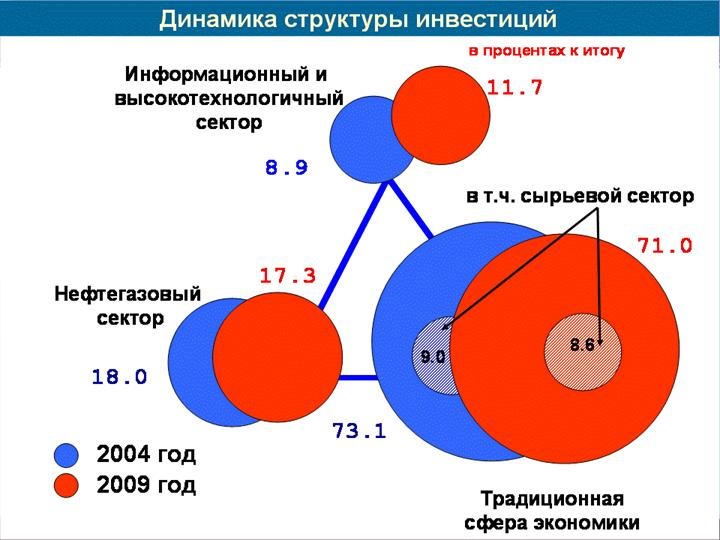 Динамика структуры инвестиций
в процентах к итогу
Информационный и
высокотехнологичный
сектор
11.7
8.9
в т.ч. сырьевой сектор
71.0
17.3
Нефтегазовый
сектор
8.6
9.0
18.0
73.1
2004 год
2009 год
Традиционная
сфера экономики